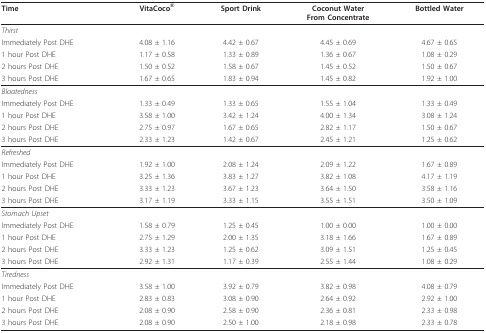 Time VitaCoco® Sport Drink Coconut Water From Concentrate Bottled Water
Thirst
Immediately Post DHE 4.08 ± 1.16 4.42 ± 0.67 4.45 ± 0.69 4.67 ± 0.65
1 hour Post DHE 1.17 ± 0.58 1.33 ± 0.89 1.36 ± 0.67 1.08 ± 0.29
2 hours Post DHE 1.50 ± 0.52 1.58 ± 0.67 1.45 ± 0.52 1.50 ± 0.67
3 hours Post DHE 1.67 ± 0.65 1.83 ± 0.94 1.45 ± 0.82 1.92 ± 1.00
Bloatedness
Immediately Post DHE 1.33 ± 0.49 1.33 ± 0.65 1.55 ± 1.04 1.33 ± 0.49
1 hour Post DHE 3.58 ± 1.00 3.42 ± 1.24 4.00 ± 1.34 3.08 ± 1.24
2 hours Post DHE 2.75 ± 0.97 1.67 ± 0.65 2.82 ± 1.17 1.50 ± 0.67
3 hours Post DHE 2.33 ± 1.23 1.42 ± 0.67 2.45 ± 1.21 1.25 ± 0.62
Refreshed
Immediately Post DHE 1.92 ± 1.00 2.08 ± 1.24 2.09 ± 1.22 1.67 ± 0.89
1 hour Post DHE 3.25 ± 1.36 3.83 ± 1.27 3.82 ± 1.08 4.17 ± 1.19
2 hours Post DHE 3.33 ± 1.23 3.67 ± 1.23 3.64 ± 1.50 3.58 ± 1.16
3 hours Post DHE 3.17 ± 1.19 3.33 ± 1.15 3.55 ± 1.51 3.50 ± 1.09
Stomach Upset
Immediately Post DHE 1.58 ± 0.79 1.25 ± 0.45 1.00 ± 0.00 1.00 ± 0.00
1 hour Post DHE 2.75 ± 1.29 2.00 ± 1.35 3.18 ± 1.66 1.67 ± 0.89
2 hours Post DHE 3.33 ± 1.23 1.25 ± 0.62 3.09 ± 1.51 1.25 ± 0.45
3 hours Post DHE 2.92 ± 1.31 1.17 ± 0.39 2.55 ± 1.44 1.08 ± 0.29
Tiredness
Immediately Post DHE 3.58 ± 1.00 3.92 ± 0.79 3.82 ± 0.98 4.08 ± 0.79
1 hour Post DHE 2.83 ± 0.83 3.08 ± 0.90 2.64 ± 0.92 2.92 ± 1.00
2 hours Post DHE 2.08 ± 0.90 2.58 ± 0.90 2.36 ± 0.81 2.33 ± 0.98
3 hours Post DHE 2.08 ± 0.90 2.50 ± 1.00 2.18 ± 0.98 2.33 ± 0.78